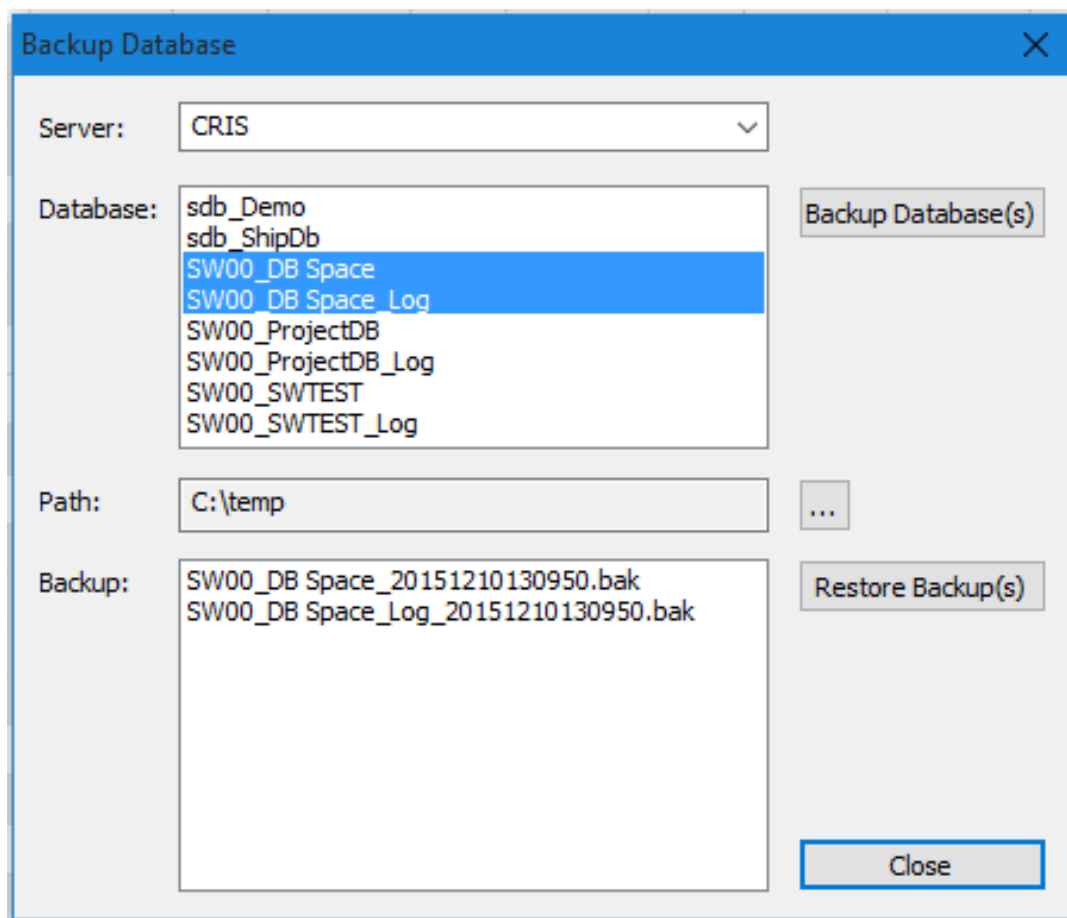 Backup Database
Server: CRIS
Database: sdb_Demo
sdb_ShipDb
SW00_DB Space
SW00_DB Space_Log
SW00_ProjectDB
SW00_ProjectDB_Log
SW00_SWTEST
SW00_SWTEST_Log
Backup Database(s)
Path: C:\temp
...
Backup: SW00_DB Space_20151210130950.bak
SW00_DB Space_Log_20151210130950.bak
Restore Backup(s)
Close